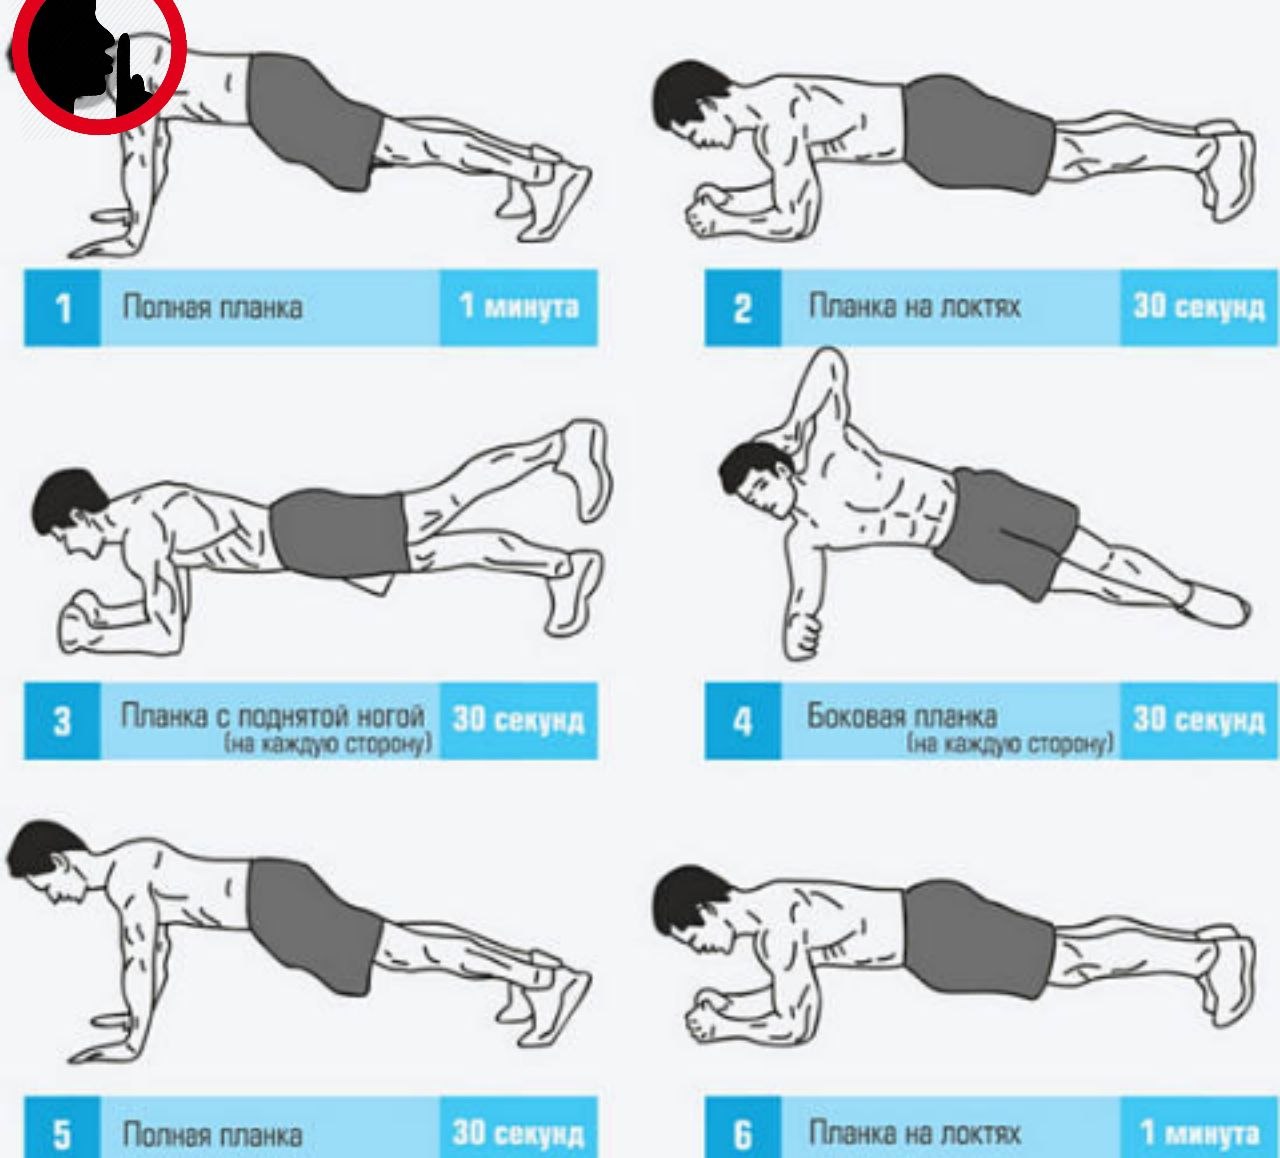 1 Полная планка 1 минута
2 Планка на локтях 30 секунд
3 Планка с поднятой ногой 30 секунд
(на каждую сторону)
4 Боковая планка 30 секунд
(на каждую сторону)
5 Полная планка 30 секунд
6 Планка на локтях 1 минута